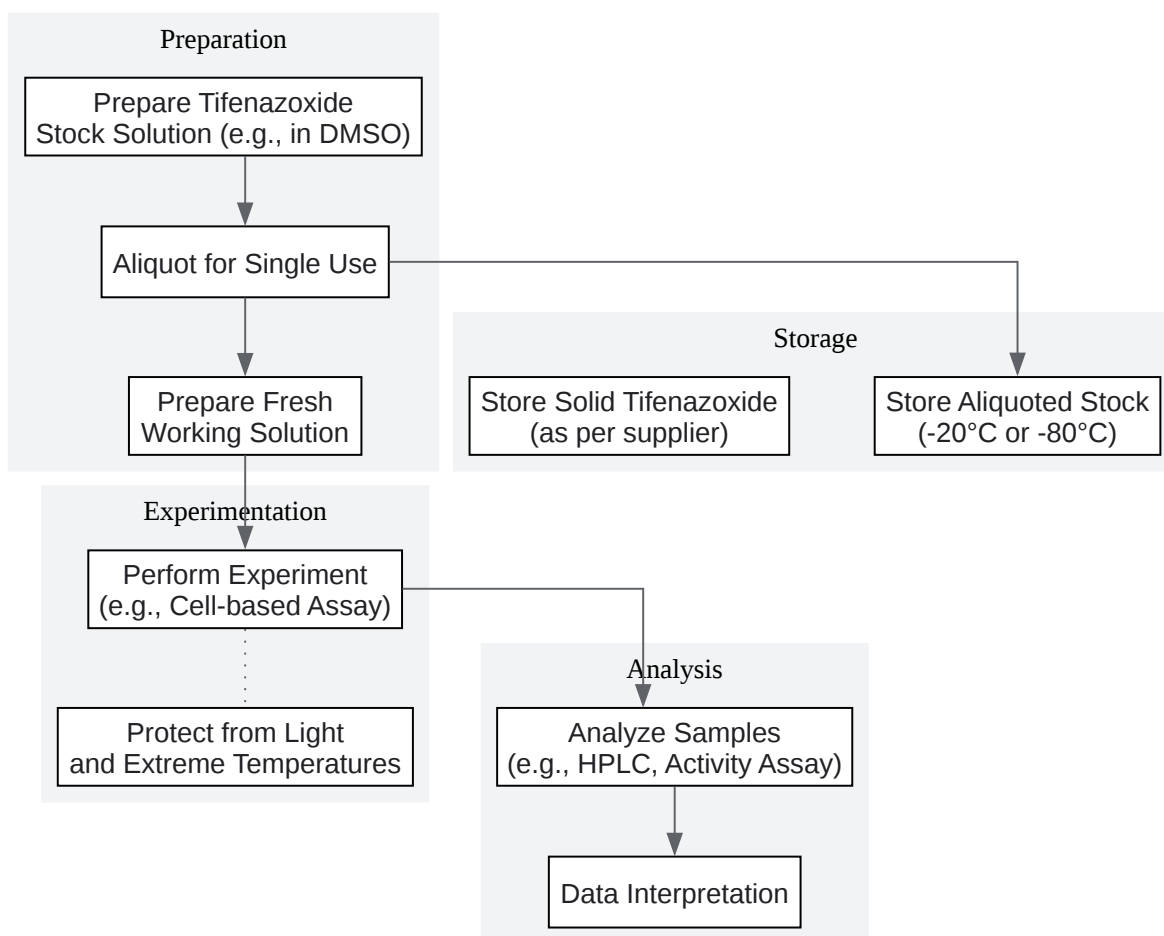 Preparation
Prepare Tifenazoxide
Stock Solution (e.g., in DMSO)
Aliquot for Single Use
Prepare Fresh
Working Solution
Storage
Store Solid Tifenazoxide
(as per supplier)
Store Aliquoted Stock
(-20°C or -80°C)
Experimentation
Perform Experiment
(e.g., Cell-based Assay)
Protect from Light
and Extreme Temperatures
Analysis
Analyze Samples
(e.g., HPLC, Activity Assay)
Data Interpretation